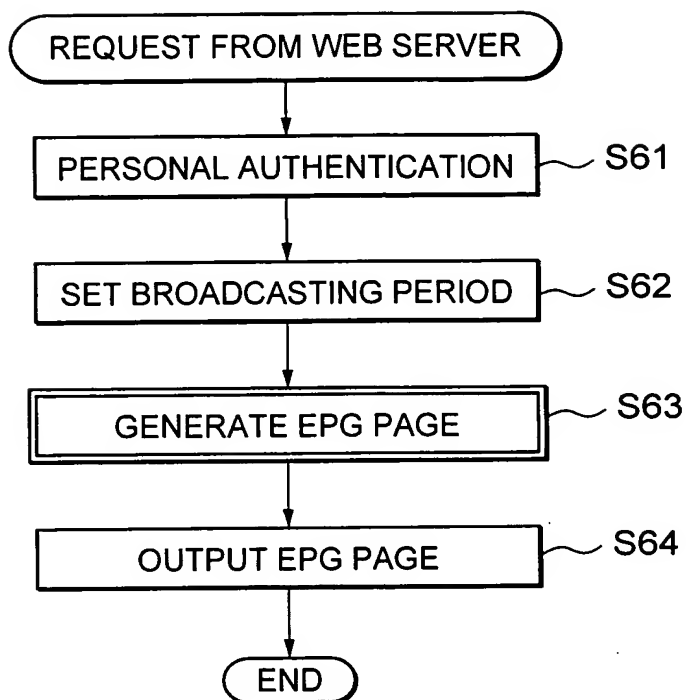 REQUEST FROM WEB SERVER
PERSONAL AUTHENTICATION S61
SET BROADCASTING PERIOD S62
GENERATE EPG PAGE S63
OUTPUT EPG PAGE S64
END